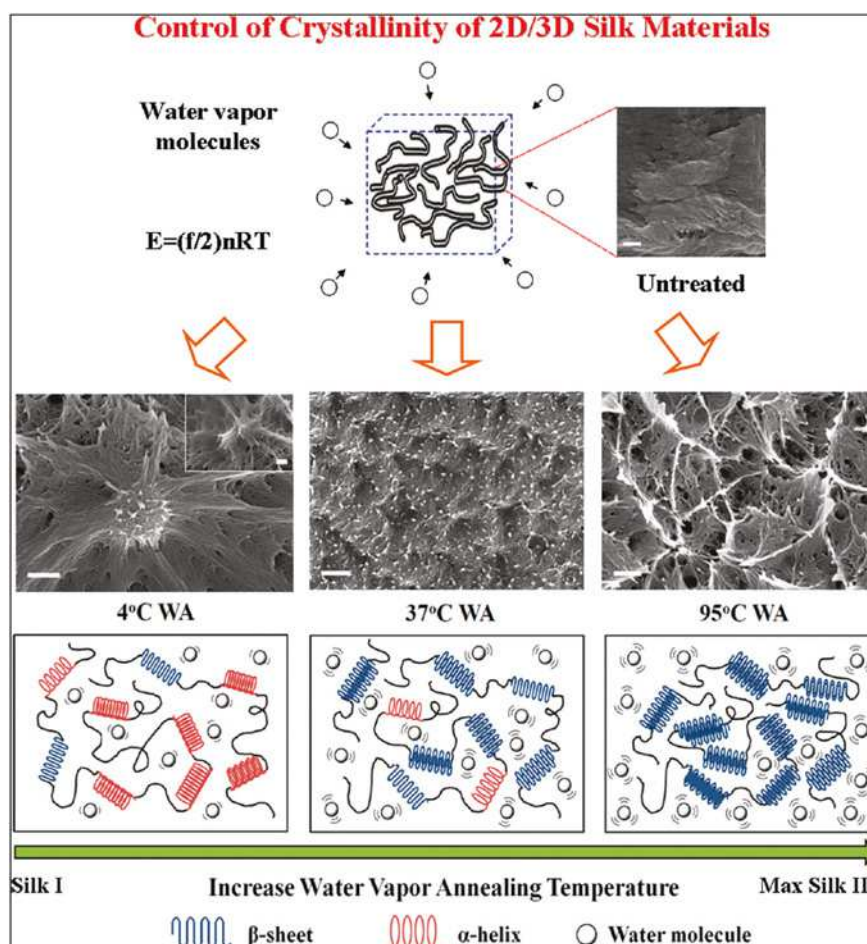 Control of Crystallinity of 2D/3D Silk Materials
Water vapor
molecules
E=(f/2)nRT
Untreated
4°C WA
37°C WA
95°C WA
Silk I
Increase Water Vapor Annealing Temperature
Max Silk II
β-sheet
α-helix
Water molecule